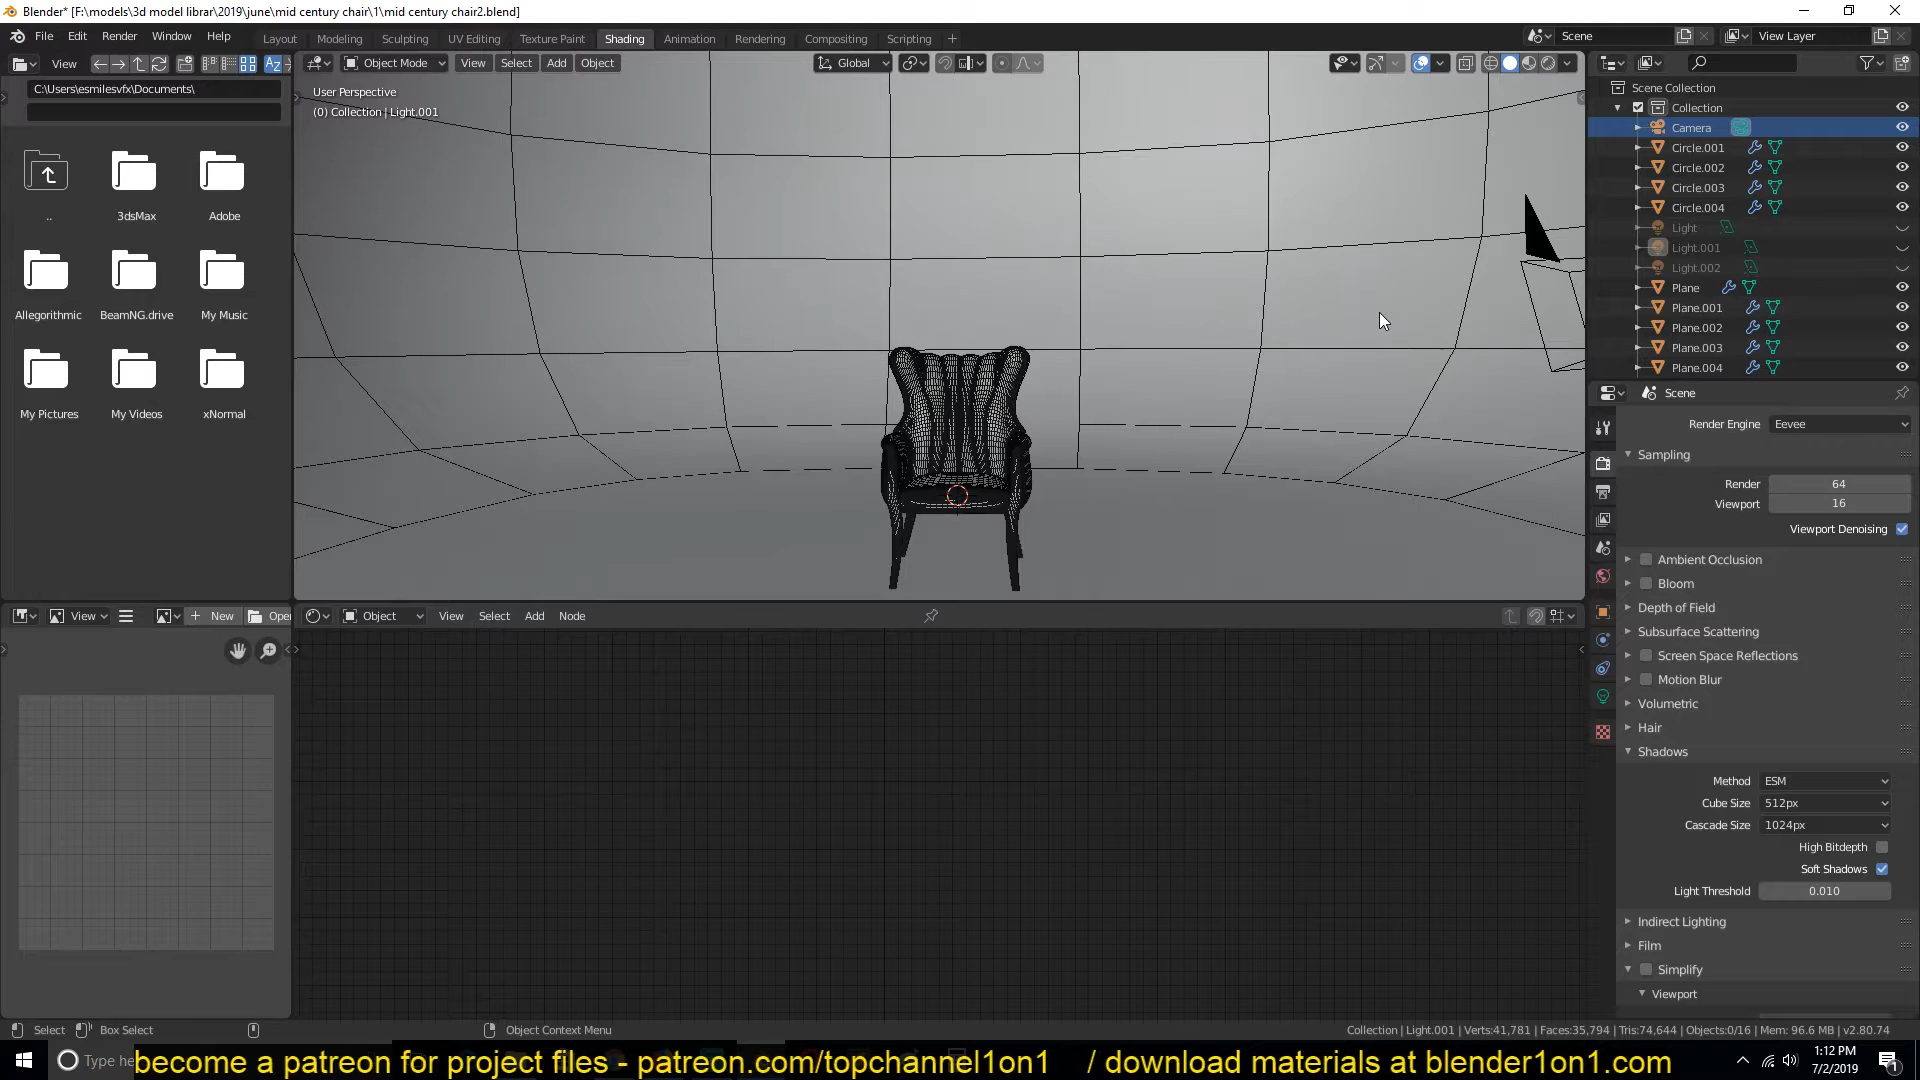 Blender* [F:\models\3d model librar\2019\june\mid century chair\1\mid century chair2.blend]
File Edit Render Window Help
Layout Modeling Sculpting UV Editing Texture Paint Shading Animation Rendering Compositing Scripting +
Scene
View Layer
View
C:\Users\esmilesvfx\Documents\
..
3dsMax
Adobe
Allegorithmic
BeamNG.drive
My Music
My Pictures
My Videos
xNormal
Object Mode View Select Add Object
Global
User Perspective
(0) Collection | Light.001
Scene Collection
Collection
Camera
Circle.001
Circle.002
Circle.003
Circle.004
Light
Light.001
Light.002
Plane
Plane.001
Plane.002
Plane.003
Plane.004
Scene
Render Engine Eevee
Sampling
Render 64
Viewport 16
Viewport Denoising
Ambient Occlusion
Bloom
Depth of Field
Subsurface Scattering
Screen Space Reflections
Motion Blur
Volumetric
Hair
Shadows
Method ESM
Cube Size 512px
Cascade Size 1024px
High Bitdepth
Soft Shadows
Light Threshold 0.010
Indirect Lighting
Film
Simplify
Viewport
View
New
Open
Object View Select Add Node
Select Box Select Object Context Menu
Collection | Light.001 | Verts:41,781 | Faces:35,794 | Tris:74,644 | Objects:0/16 | Mem: 96.6 MB | v2.80.74
Type he
become a patreon for project files - patreon.com/topchannel1on1 / download materials at blender1on1.com
1:12 PM
7/2/2019